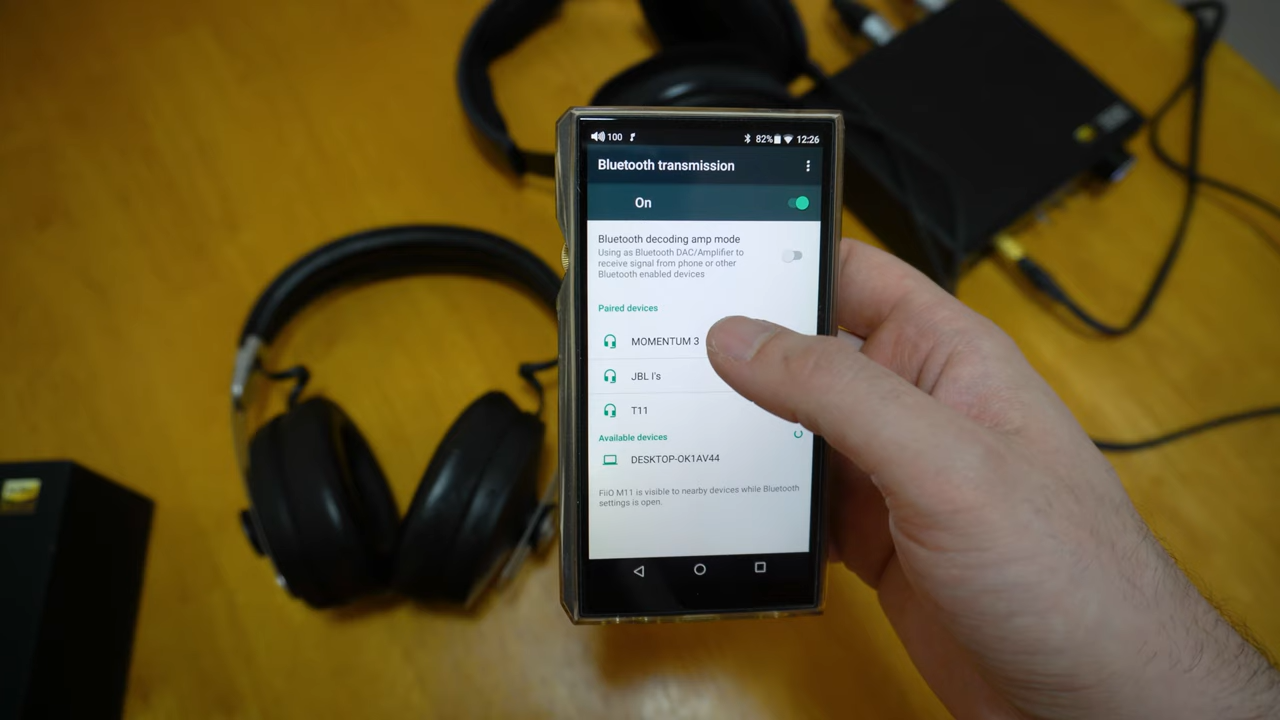 100 82% 12:26
Bluetooth transmission
On
Bluetooth decoding amp mode
Using as Bluetooth DAC/Amplifier to
receive signal from phone or other
Bluetooth enabled devices
Paired devices
MOMENTUM 3
JBL I's
T11
Available devices
DESKTOP-OK1AV44
FiiO M11 is visible to nearby devices while Bluetooth
settings is open.